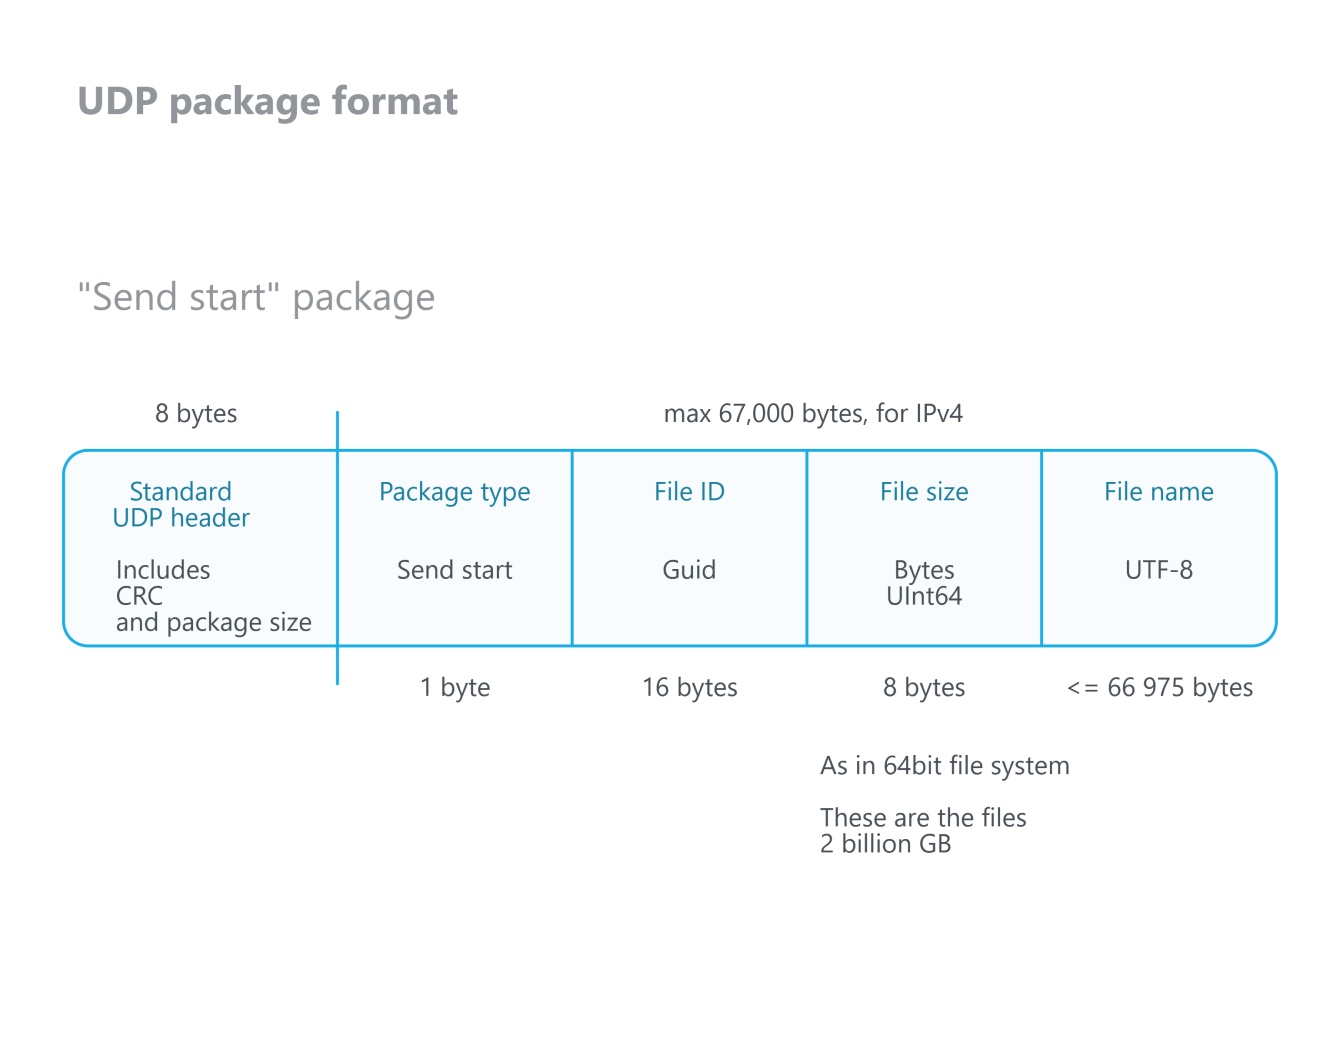 UDP package format
"Send start" package
8 bytes
max 67,000 bytes, for IPv4
Standard
UDP header
Includes
CRC
and package size
Package type
Send start
File ID
Guid
File size
Bytes
UInt64
File name
UTF-8
1 byte
16 bytes
8 bytes
<= 66 975 bytes
As in 64bit file system
These are the files
2 billion GB